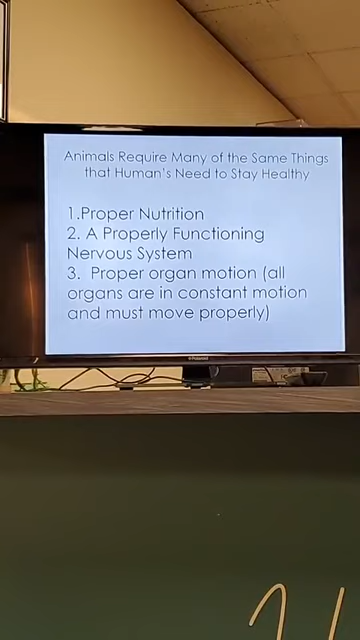 Animals Require Many of the Same Things
that Human's Need to Stay Healthy
1.Proper Nutrition
2. A Properly Functioning
Nervous System
3. Proper organ motion (all
organs are in constant motion
and must move properly)
Polaroid